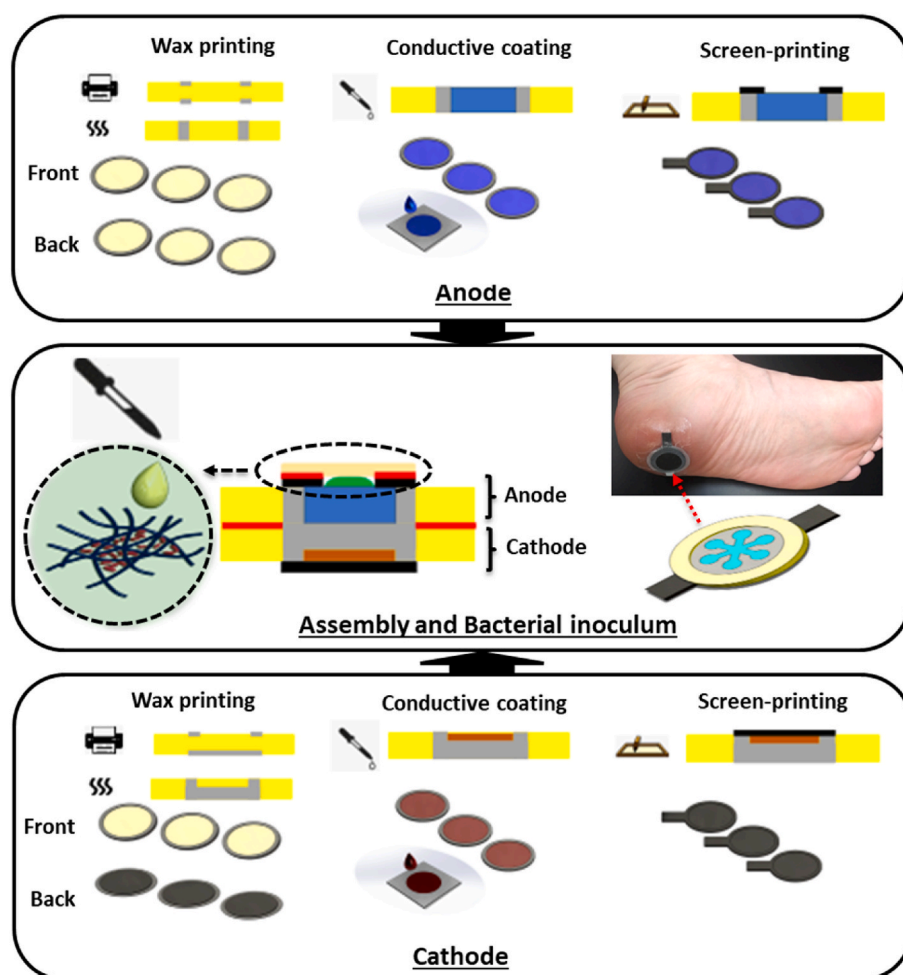 Wax printing
Conductive coating
Screen-printing
Front
Back
Anode
Anode
Cathode
Assembly and Bacterial inoculum
Wax printing
Conductive coating
Screen-printing
Front
Back
Cathode